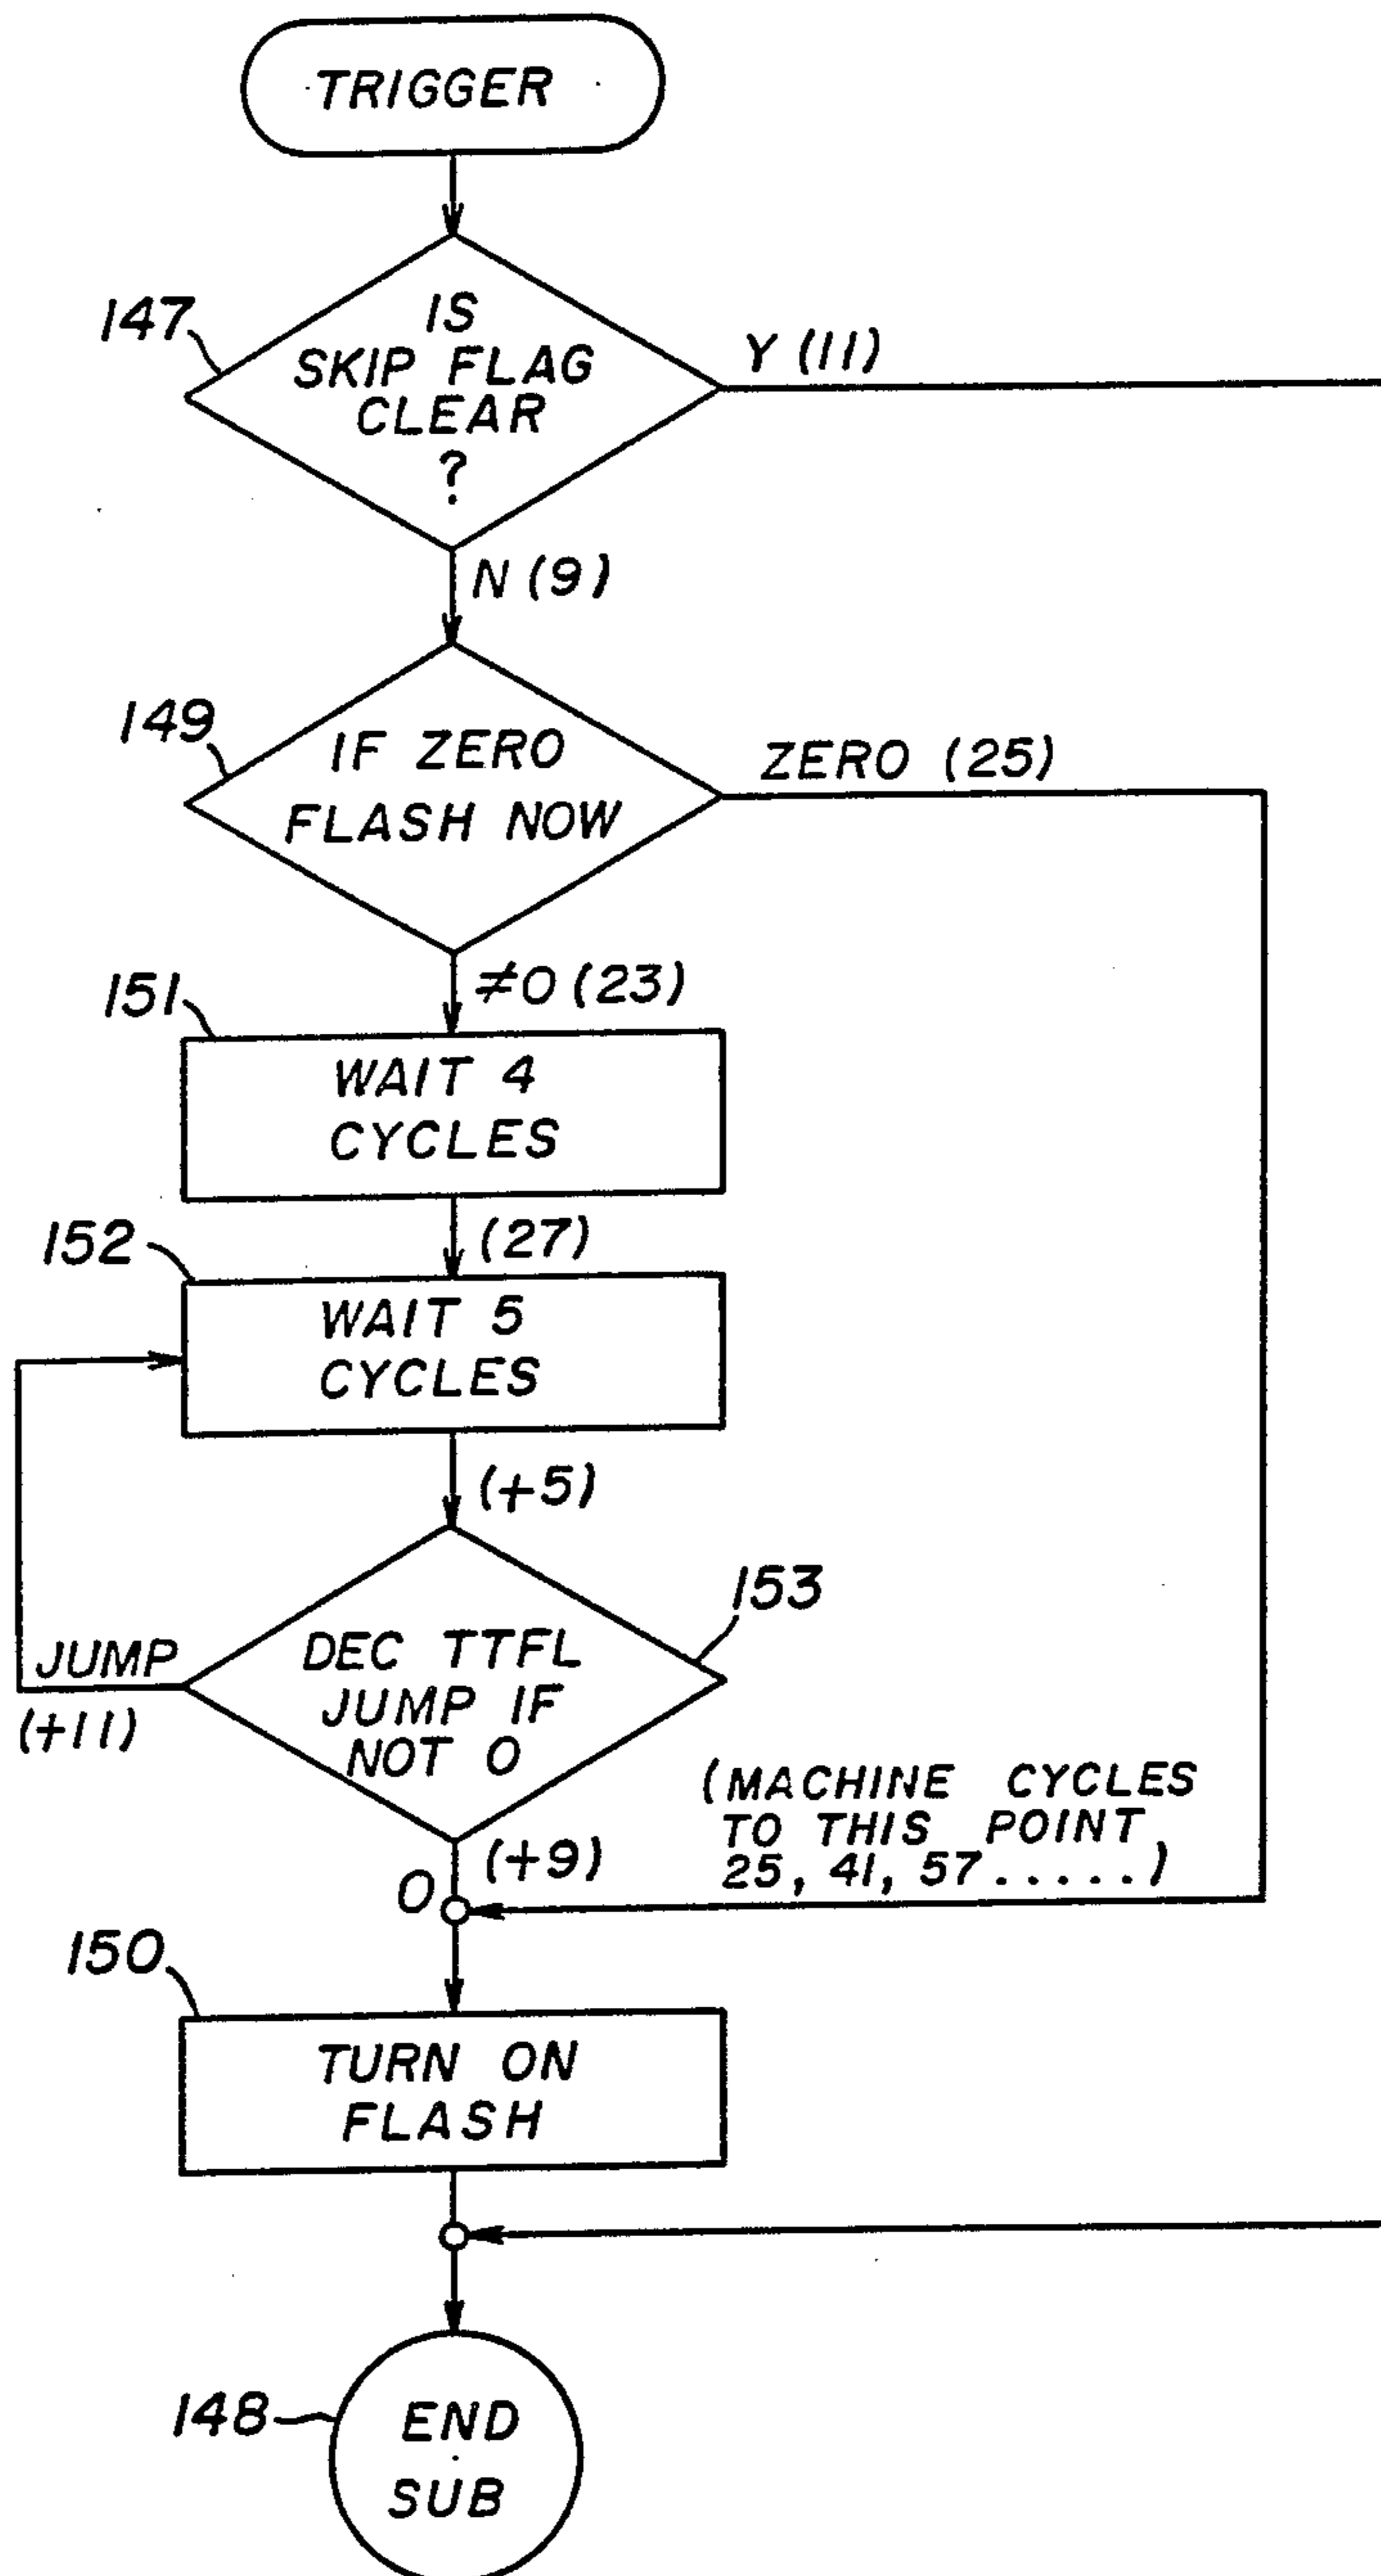 TRIGGER
147
IS
SKIP FLAG
CLEAR
?
Y (11)
N (9)
149
IF ZERO
FLASH NOW
ZERO (25)
≠0 (23)
151
WAIT 4
CYCLES
(27)
152
WAIT 5
CYCLES
(+5)
153
DEC TTFL
JUMP IF
NOT 0
JUMP
(+11)
(MACHINE CYCLES
TO THIS POINT
25, 41, 57.....)
(+9)
0
150
TURN ON
FLASH
148
END
SUB